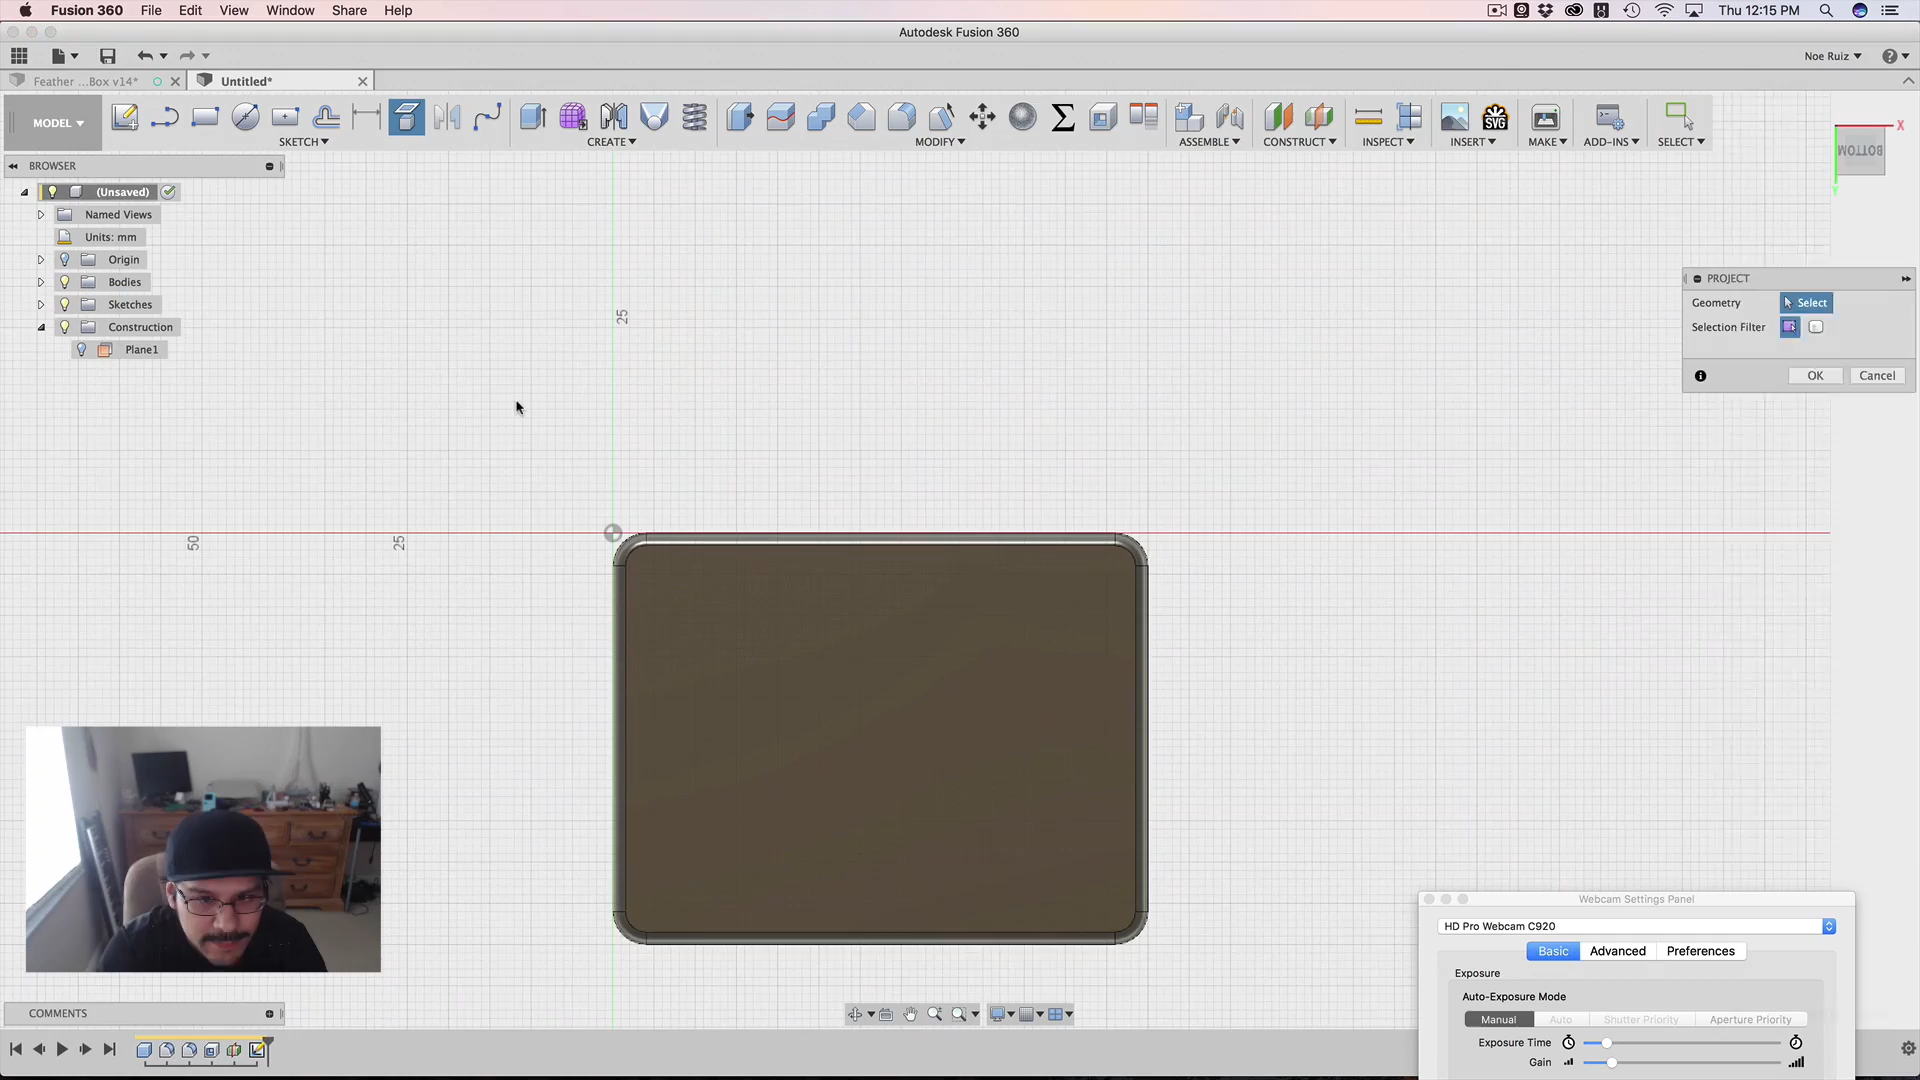 Fusion 360 File Edit View Window Share Help
Thu 12:15 PM
Autodesk Fusion 360
Noe Ruiz
Feather ...Box v14*
Untitled*
MODEL
SKETCH
CREATE
MODIFY
ASSEMBLE
CONSTRUCT
INSPECT
INSERT
MAKE
ADD-INS
SELECT
SVG
X
BOTTOM
Y
BROWSER
(Unsaved)
Named Views
Units: mm
Origin
Bodies
Sketches
Construction
Plane1
PROJECT
Geometry Select
Selection Filter
OK Cancel
25
50
25
Webcam Settings Panel
HD Pro Webcam C920
Basic Advanced Preferences
Exposure
Auto-Exposure Mode
Manual Auto Shutter Priority Aperture Priority
Exposure Time
Gain
COMMENTS